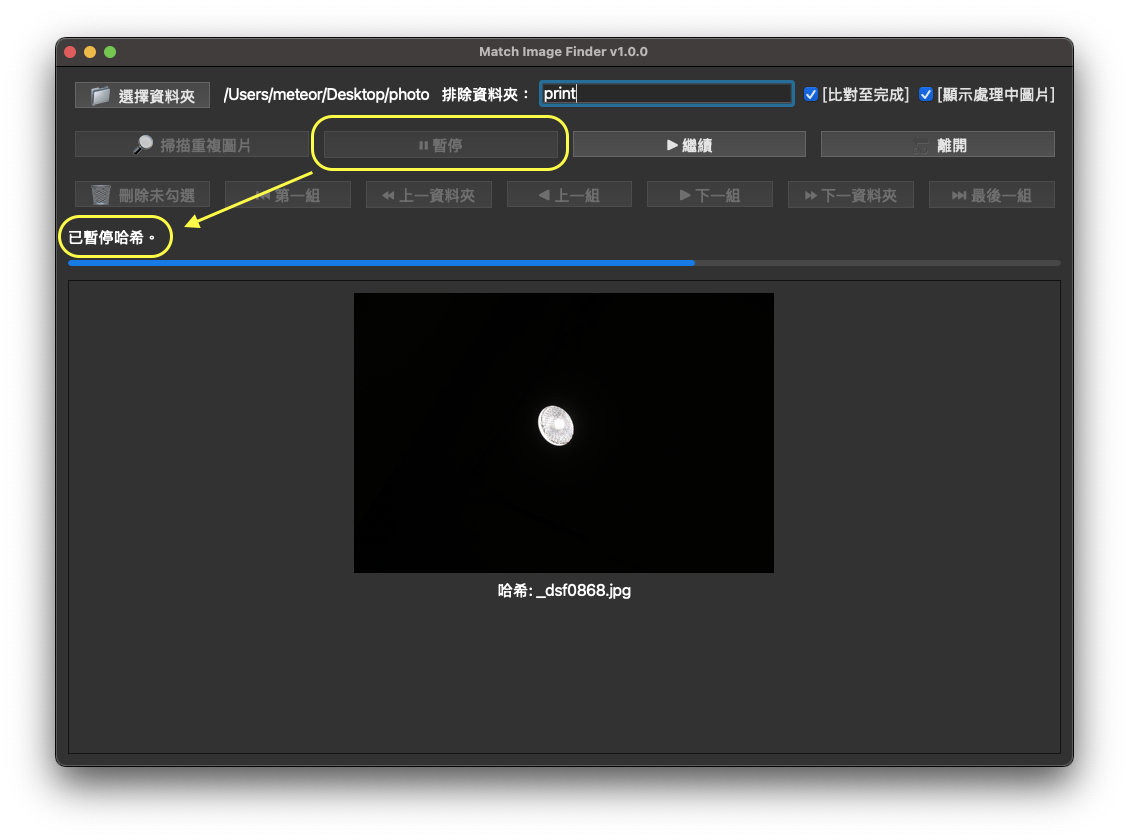 Match Image Finder v1.0.0
選擇資料夾 /Users/meteor/Desktop/photo 排除資料夾： print [比對至完成] [顯示處理中圖片]
掃描重複圖片 暫停 繼續 離開
刪除未勾選 第一組 上一資料夾 上一組 下一組 下一資料夾 最後一組
已暫停哈希。
哈希: _dsf0868.jpg